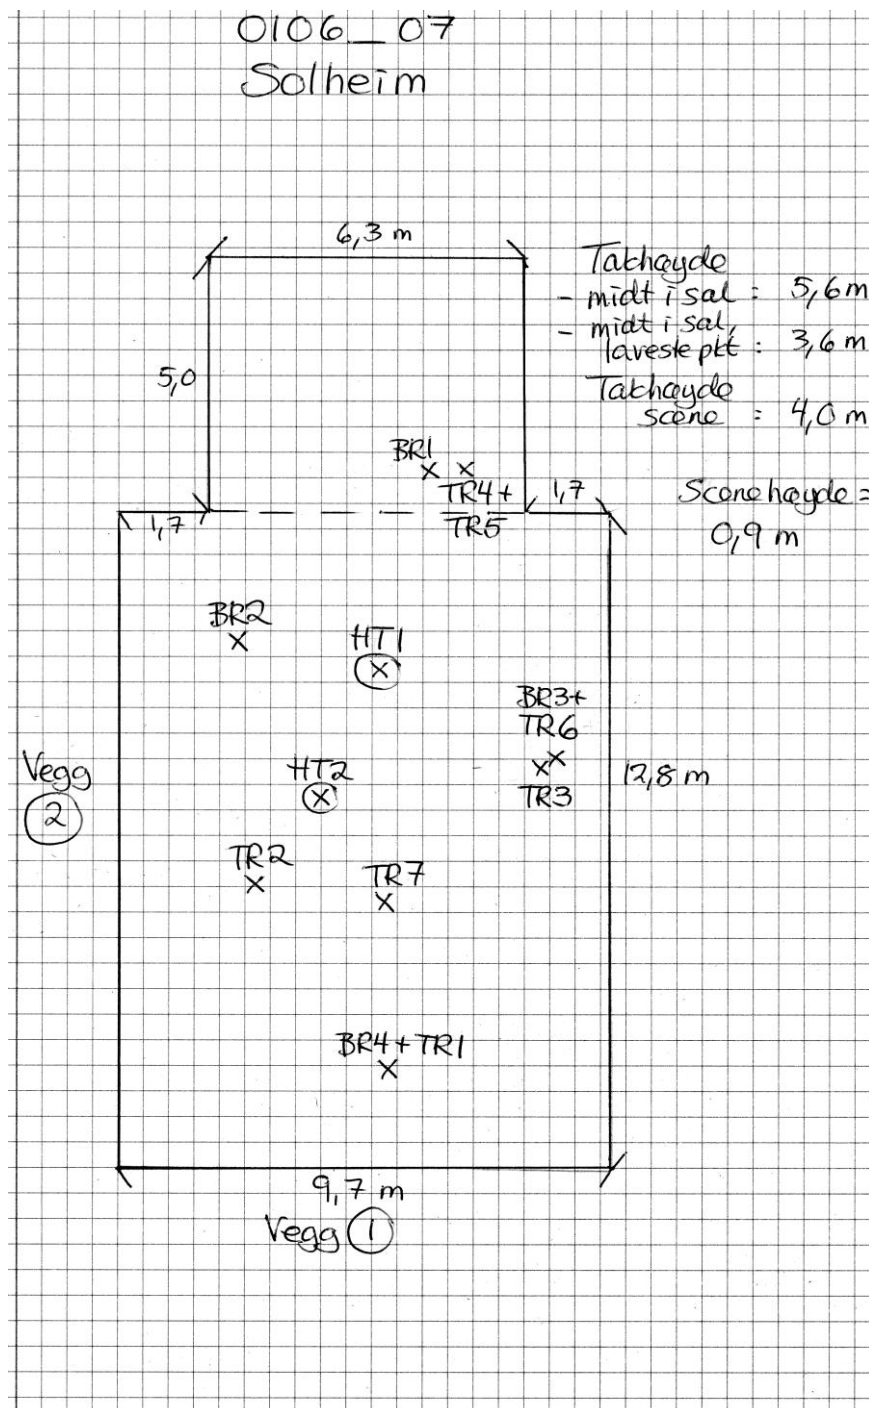 0106_07
Solheim
6,3 m
Takhøyde
- midt i sal : 5,6 m
- midt i sal,
laveste pkt : 3,6 m
Takhøyde
scene : 4,0 m
5,0
BR1
TR4+
TR5
1,7
1,7
Scenehøyde =
0,9 m
BR2
HT1
BR3+
TR6
TR3
Vegg
2
HT2
12,8 m
TR2
TR7
BR4+TR1
9,7 m
Vegg 1